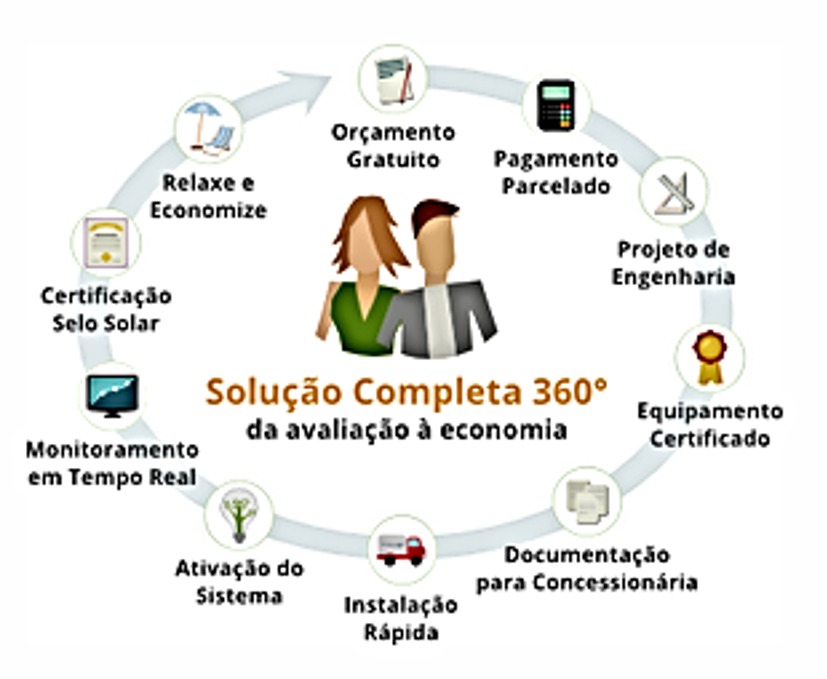 Orçamento
Gratuito
Pagamento
Parcelado
Projeto de
Engenharia
Equipamento
Certificado
Documentação
para Concessionária
Instalação
Rápida
Ativação do
Sistema
Monitoramento
em Tempo Real
Certificação
Selo Solar
Relaxe e
Economize
Solução Completa 360°
da avaliação à economia